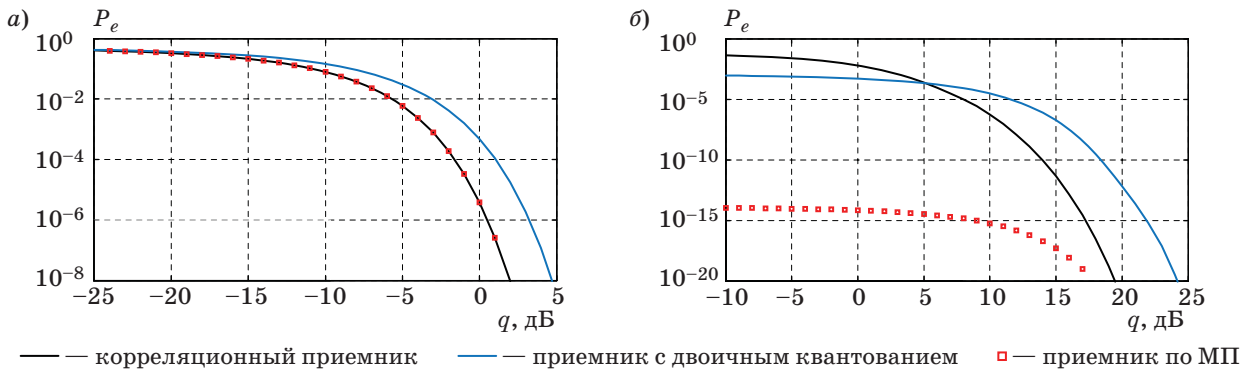 а)
P_e
10^0
10^−2
10^−4
10^−6
10^−8
−25 −20 −15 −10 −5 0 5
q, дБ
б)
P_e
10^0
10^−5
10^−10
10^−15
10^−20
−10 −5 0 5 10 15 20 25
q, дБ
— корреляционный приемник — приемник с двоичным квантованием — приемник по МП